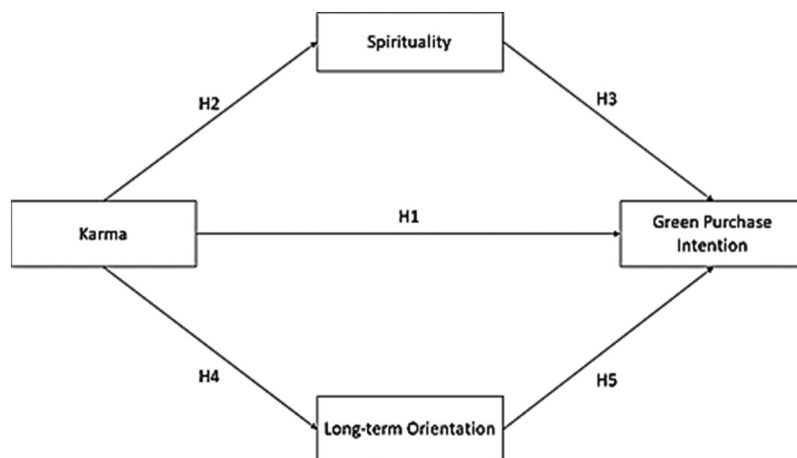 Spirituality
H2
H3
Karma
H1
Green Purchase
Intention
H4
H5
Long-term Orientation